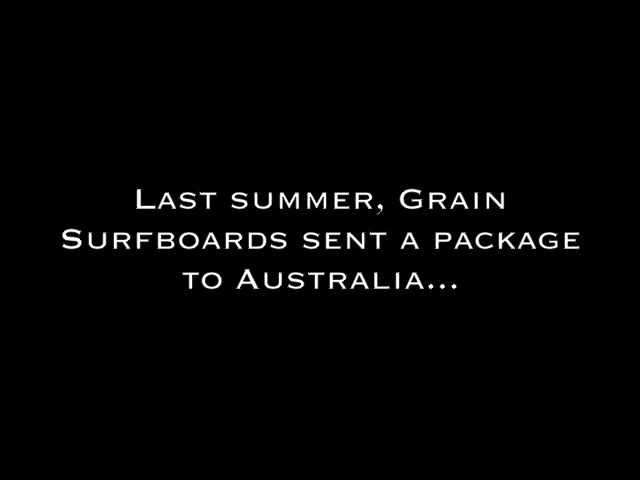 Last summer, Grain
Surfboards sent a package
to Australia...